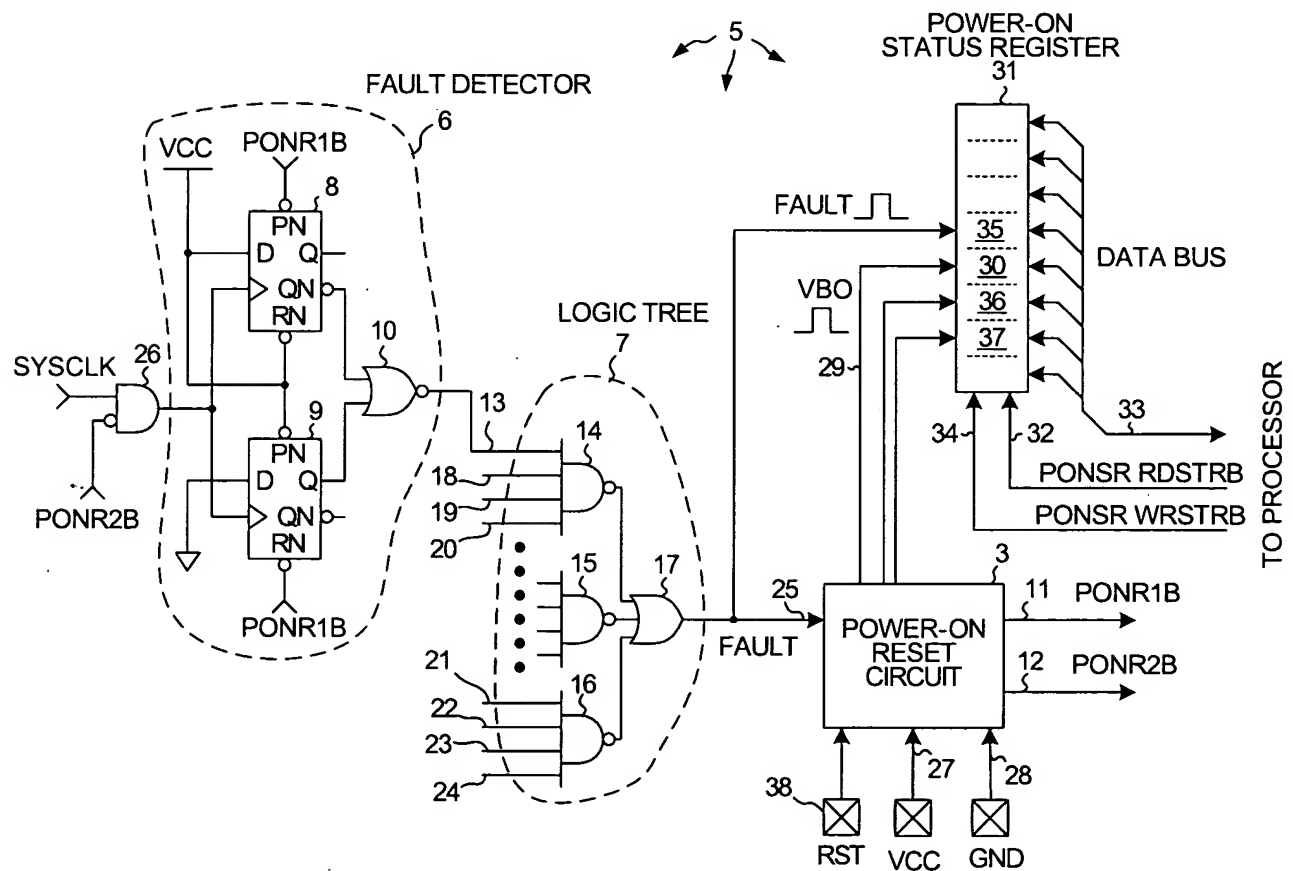 5
POWER-ON
STATUS REGISTER
31
FAULT DETECTOR
6
VCC
PONR1B
8
PN
D
Q
QN
RN
SYSCLK
26
PONR2B
9
PN
D
Q
QN
RN
PONR1B
10
LOGIC TREE
7
13
14
18
19
20
15
17
16
21
22
23
24
FAULT
35
30
36
37
VBO
29
DATA BUS
33
34
32
PONSR RDSTRB
PONSR WRSTRB
TO PROCESSOR
FAULT
25
3
POWER-ON
RESET
CIRCUIT
11
PONR1B
12
PONR2B
38
27
28
RST
VCC
GND